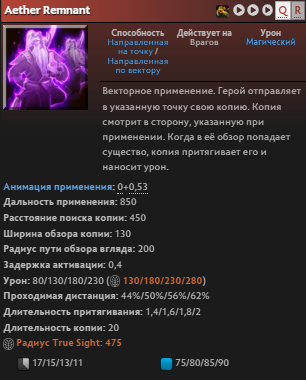 Aether Remnant
Q R
Способность
Направленная на точку /
Направленная по вектору
Действует на
Врагов
Урон
Магический
Векторное применение. Герой отправляет
в указанную точку свою копию. Копия
смотрит в сторону, указанную при
применении. Когда в её обзор попадает
существо, копия притягивает его и
наносит урон.
Анимация применения: 0+0,53
Дальность применения: 850
Расстояние поиска копии: 450
Ширина обзора копии: 130
Радиус пути обзора взгляда: 200
Задержка активации: 0,4
Урон: 80/130/180/230 (130/180/230/280)
Проходимая дистанция: 44%/50%/56%/62%
Длительность притягивания: 1,4/1,6/1,8/2
Длительность копии: 20
Радиус True Sight: 475
17/15/13/11 75/80/85/90